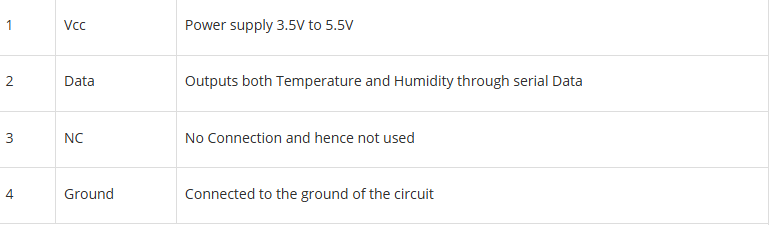 1 Vcc Power supply 3.5V to 5.5V
2 Data Outputs both Temperature and Humidity through serial Data
3 NC No Connection and hence not used
4 Ground Connected to the ground of the circuit